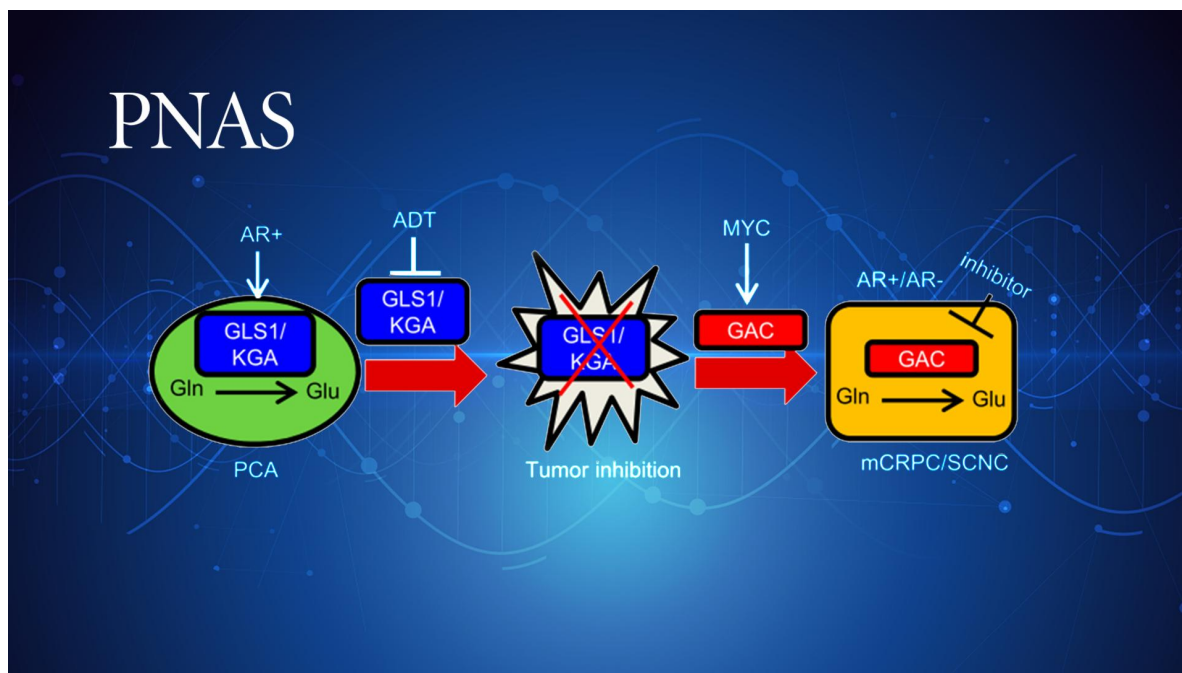 PNAS
AR+
GLS1/
KGA
Gln
Glu
PCA
ADT
GLS1/
KGA
GLS1/
KGA
Tumor inhibition
MYC
GAC
AR+/AR-
inhibitor
GAC
Gln
Glu
mCRPC/SCNC